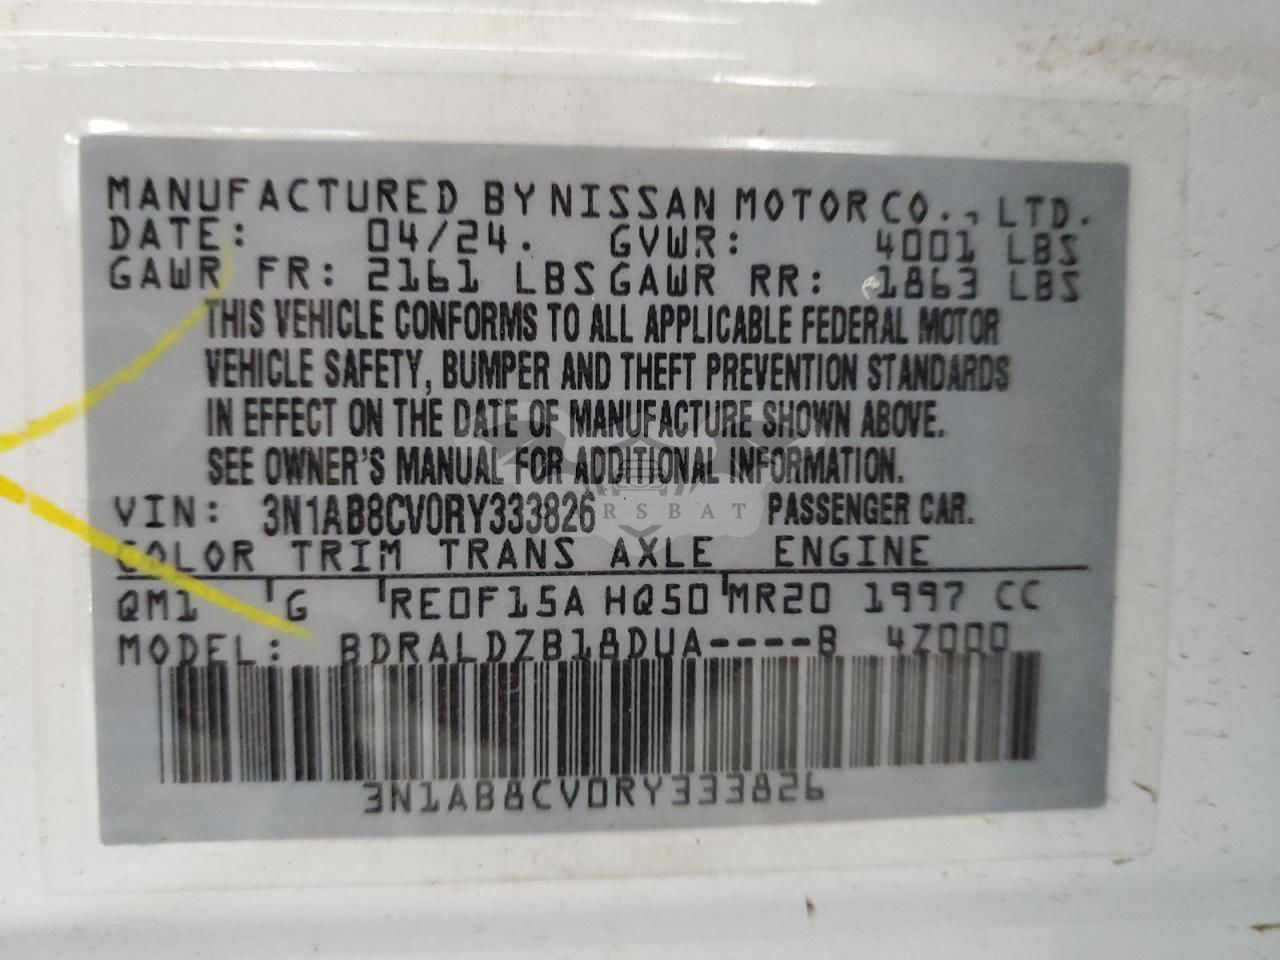 MANUFACTURED BY NISSAN MOTOR CO., LTD.
DATE: 04/24. GVWR: 4001 LBS
GAWR FR: 2161 LBS GAWR RR: 1863 LBS
THIS VEHICLE CONFORMS TO ALL APPLICABLE FEDERAL MOTOR
VEHICLE SAFETY, BUMPER AND THEFT PREVENTION STANDARDS
IN EFFECT ON THE DATE OF MANUFACTURE SHOWN ABOVE.
SEE OWNER'S MANUAL FOR ADDITIONAL INFORMATION.
VIN: 3N1AB8CV0RY333826 PASSENGER CAR.
COLOR TRIM TRANS AXLE ENGINE
QM1 G RE0F15A HQ50 MR20 1997 CC
MODEL: BDRALDZB18DUA----B 4Z000
3N1AB8CV0RY333826